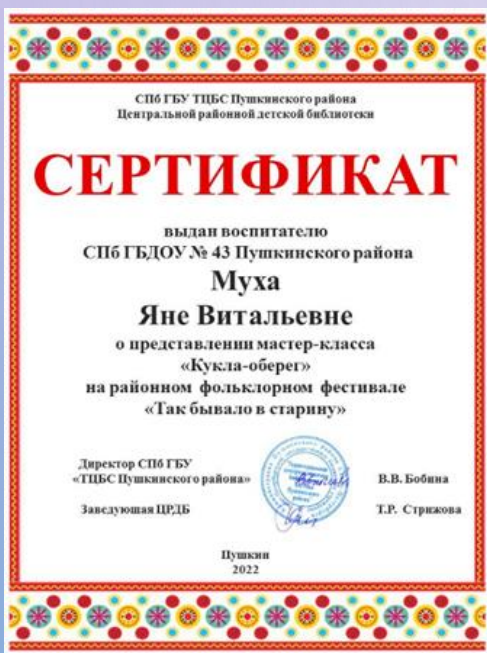 СПб ГБУ ТЦБС Пушкинского района
Центральной районной детской библиотеки
СЕРТИФИКАТ
выдан воспитателю
СПб ГБДОУ № 43 Пушкинского района
Муха
Яне Витальевне
о представлении мастер-класса
«Кукла-оберег»
на районном фольклорном фестивале
«Так бывало в старину»
Директор СПб ГБУ
«ТЦБС Пушкинского района»
В.В. Бобина
Заведующая ЦРДБ
Т.Р. Стрижова
Пушкин
2022